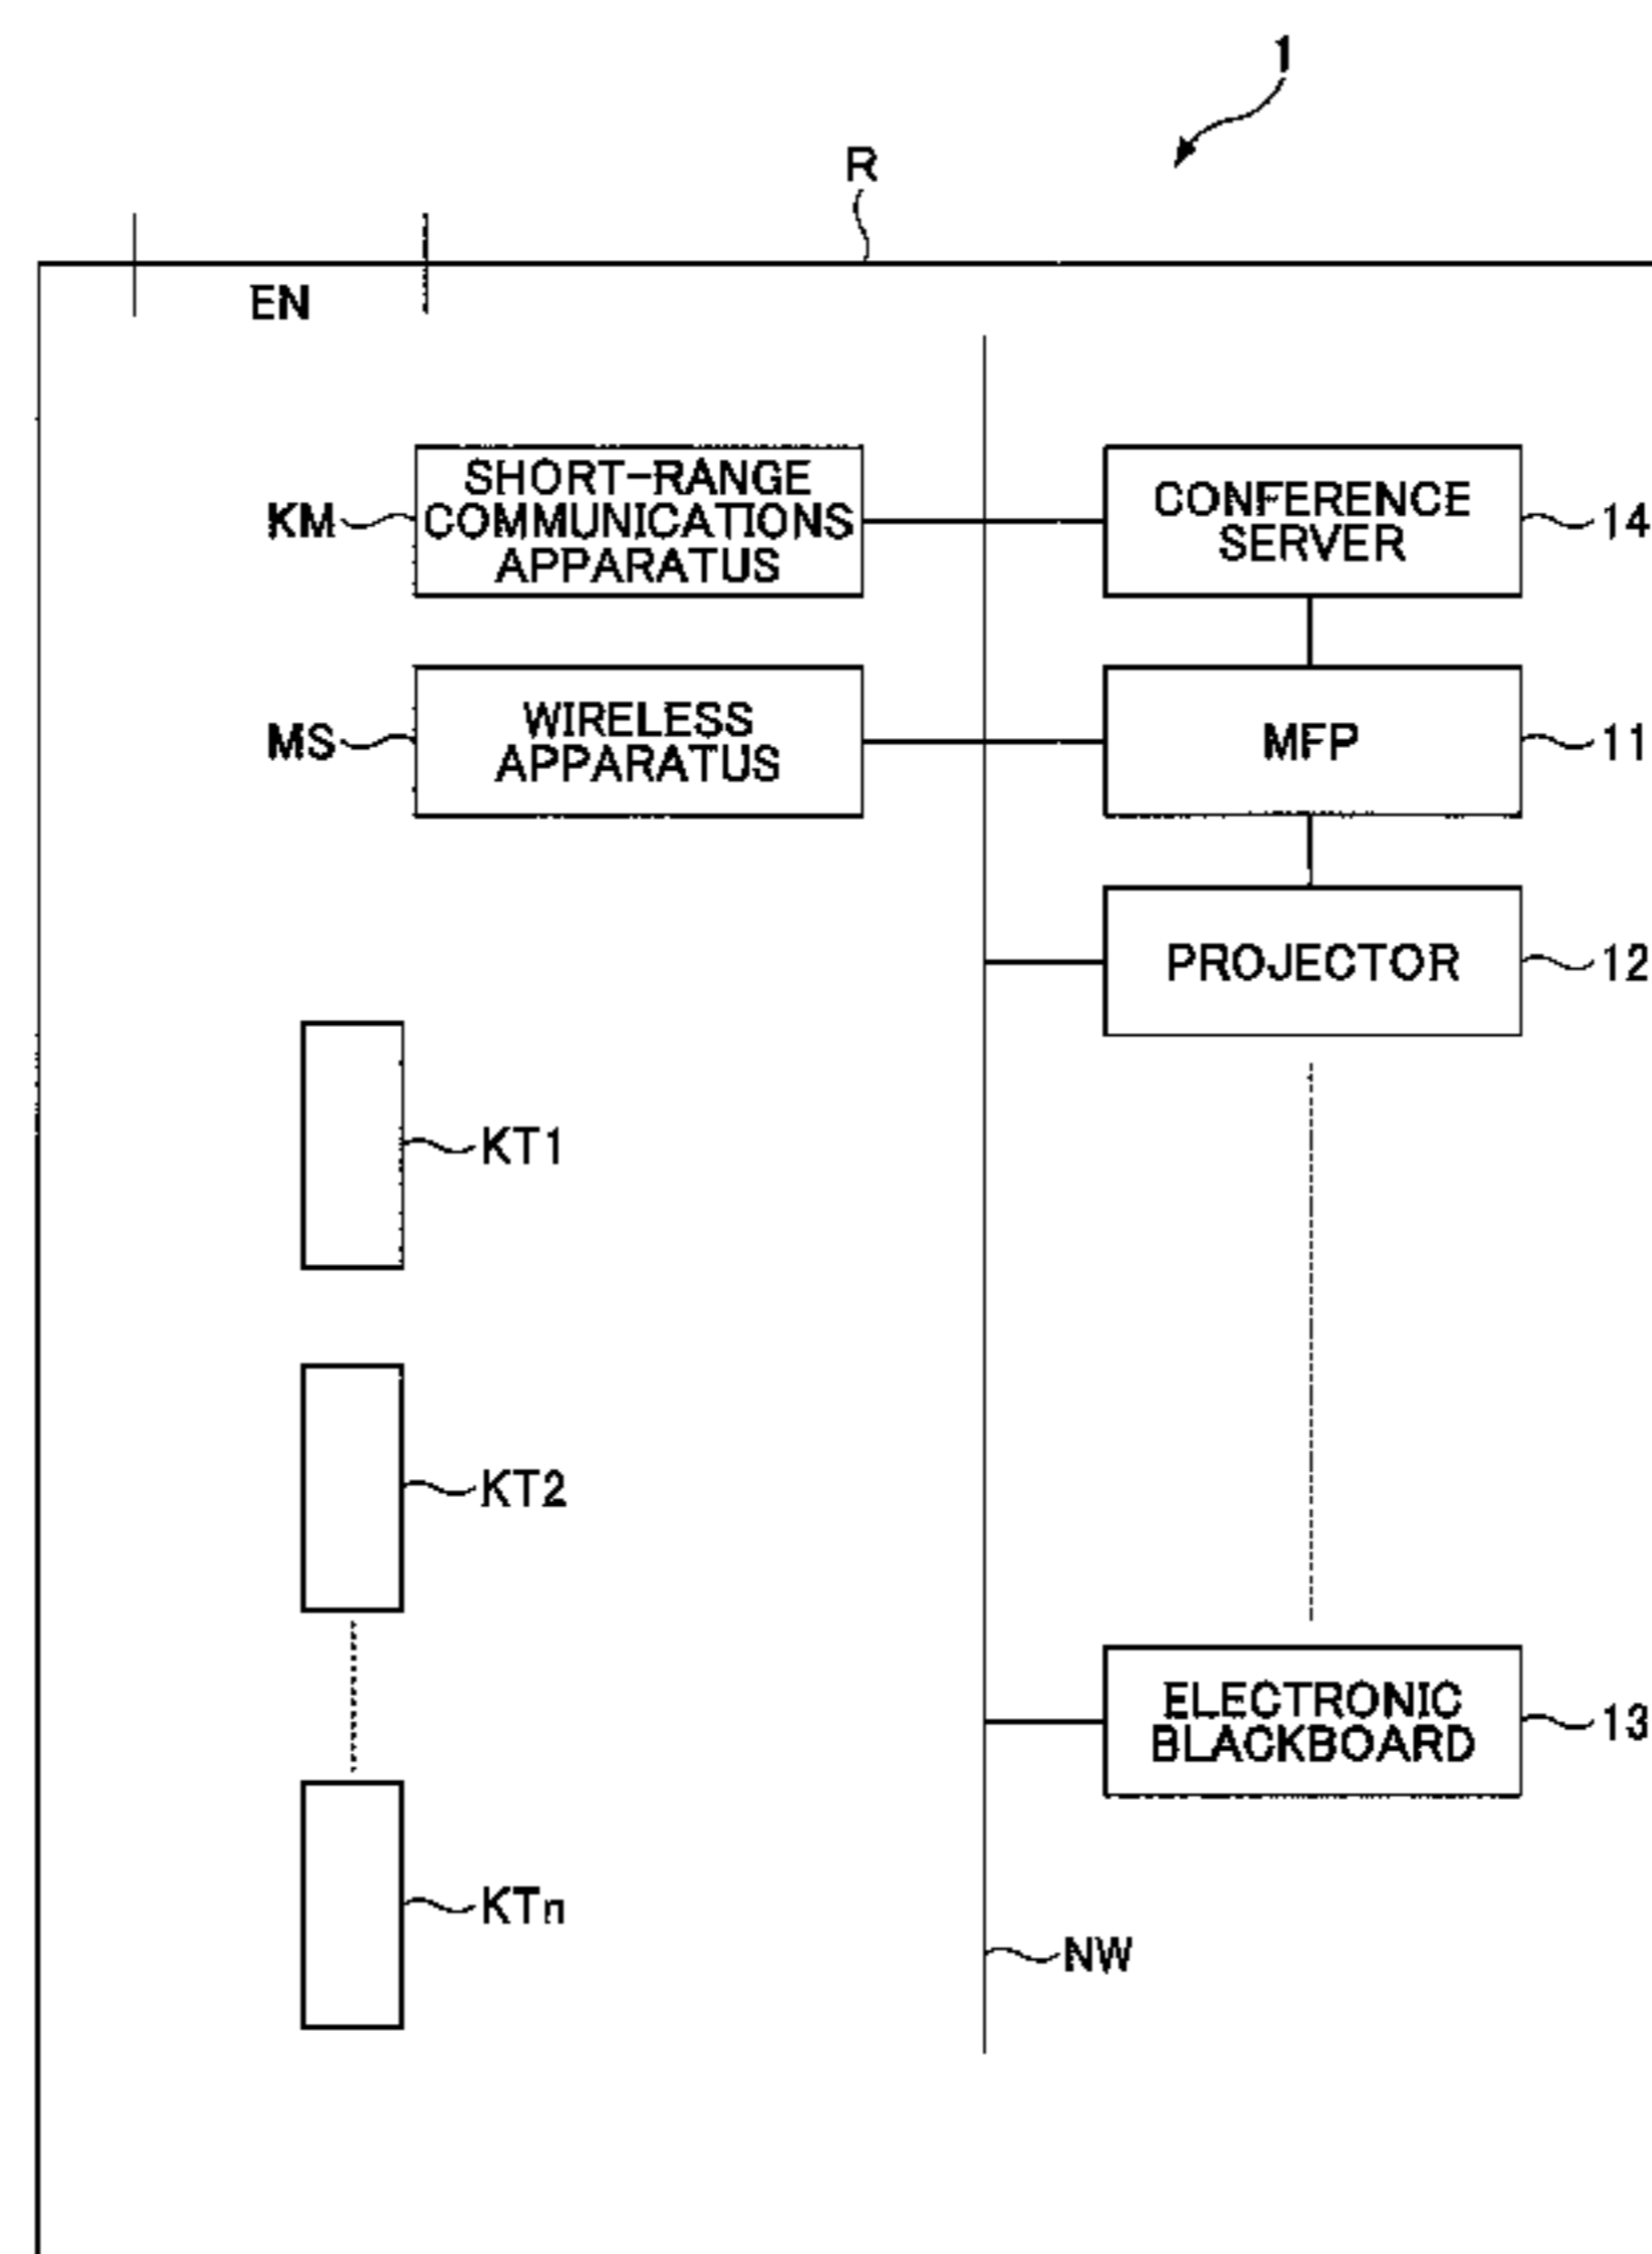 1
R
EN
KM
SHORT-RANGE
COMMUNICATIONS
APPARATUS
CONFERENCE
SERVER
14
MS
WIRELESS
APPARATUS
MFP
11
PROJECTOR
12
KT1
KT2
ELECTRONIC
BLACKBOARD
13
KTn
NW